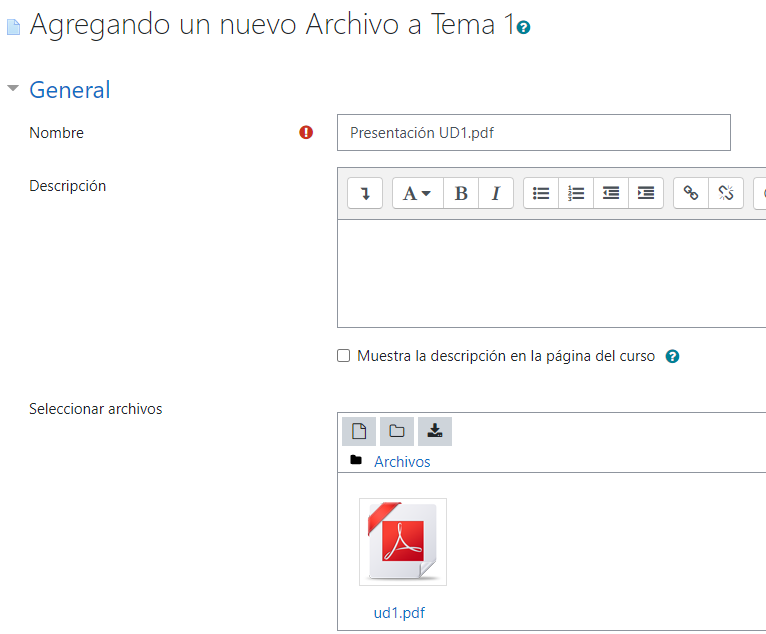 Agregando un nuevo Archivo a Tema 1
General
Nombre
Presentación UD1.pdf
Descripción
A B I
Muestra la descripción en la página del curso
Seleccionar archivos
Archivos
ud1.pdf